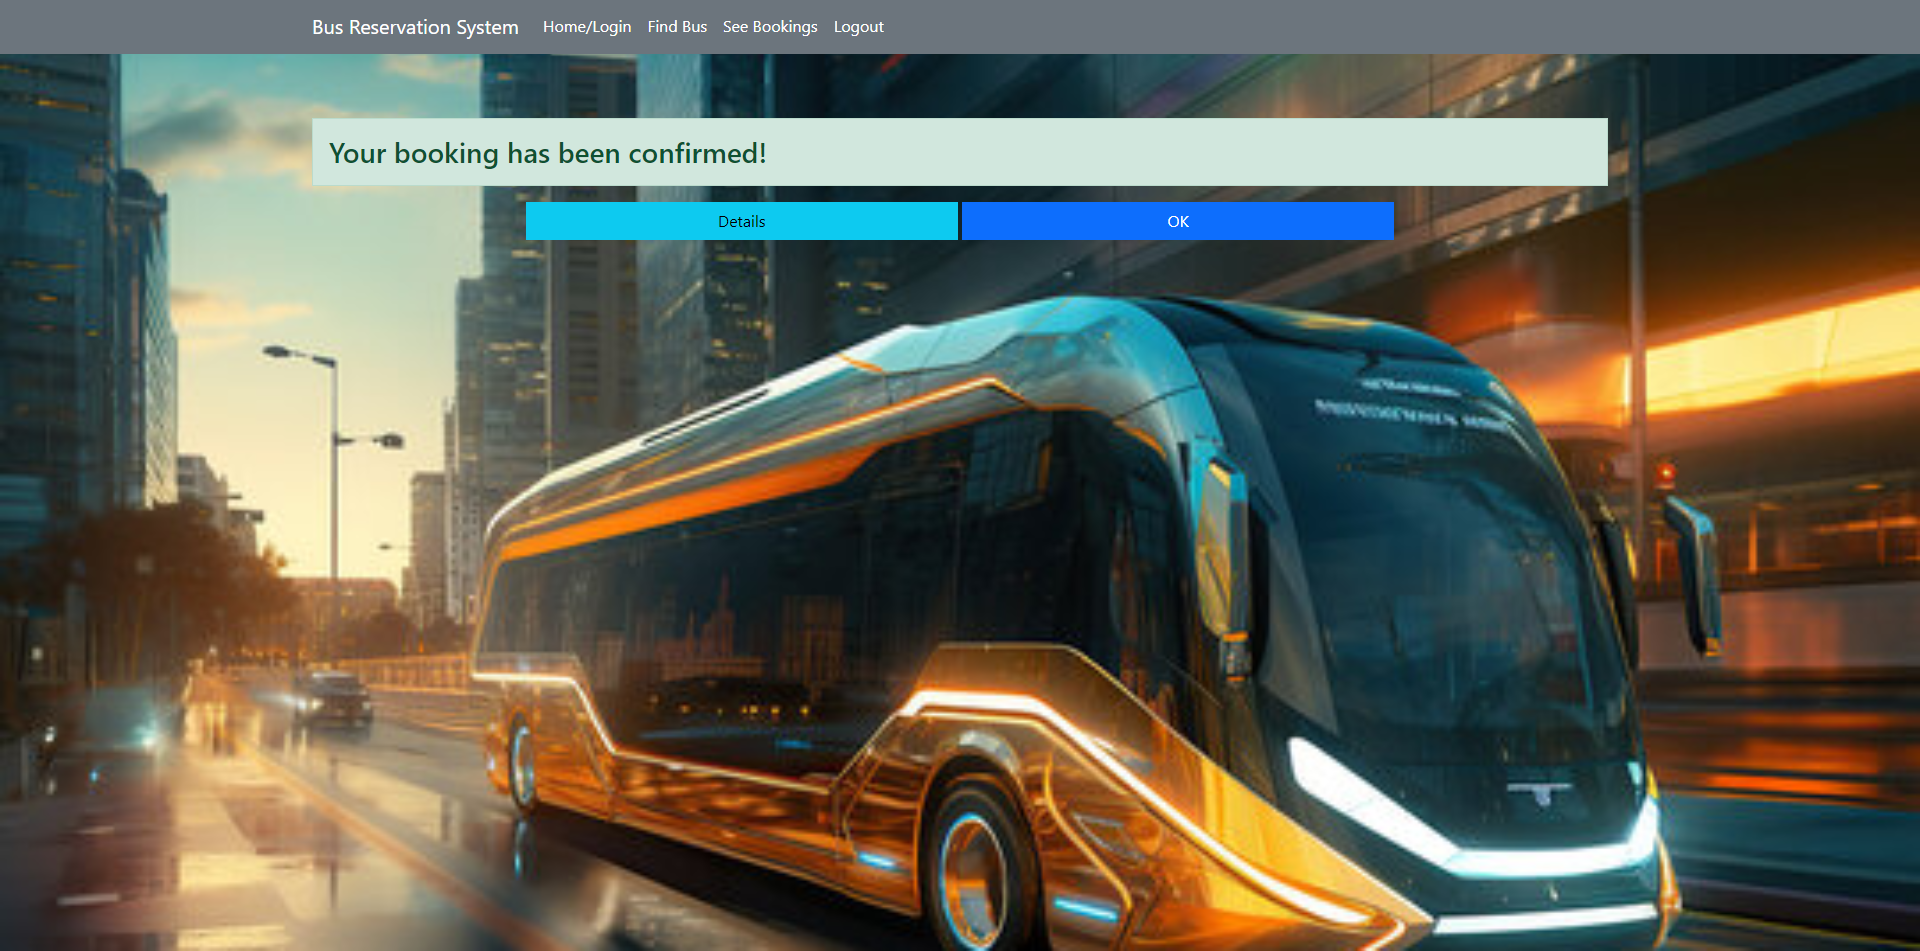 Bus Reservation System Home/Login Find Bus See Bookings Logout
Your booking has been confirmed!
Details OK